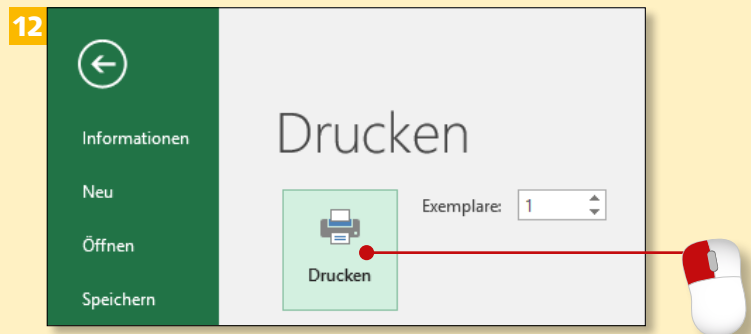 12
Informationen
Neu
Öffnen
Speichern
Drucken
Exemplare: 1
Drucken